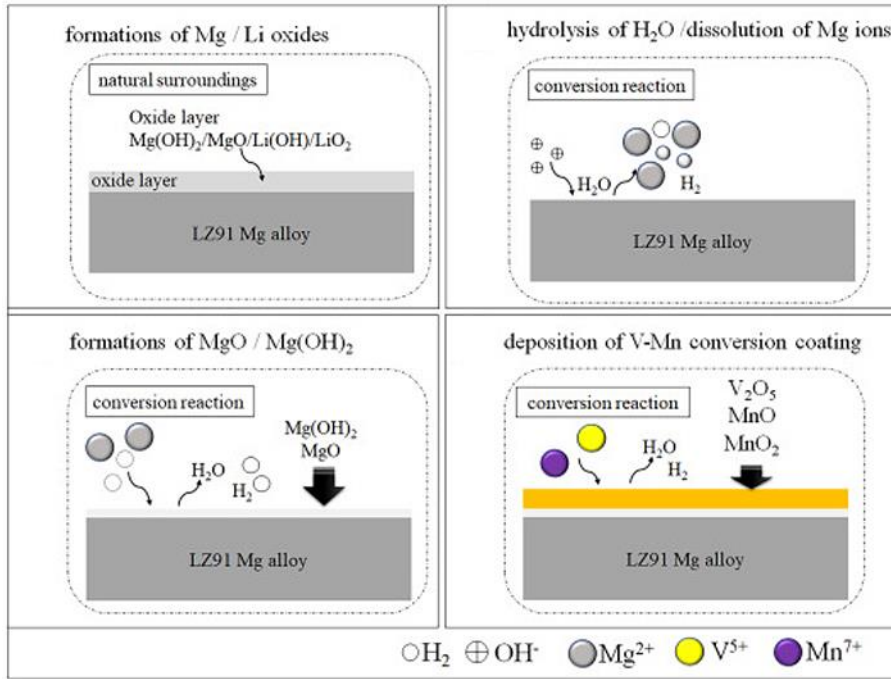 formations of Mg / Li oxides
natural surroundings
Oxide layer
Mg(OH)₂/MgO/Li(OH)/LiO₂
oxide layer
LZ91 Mg alloy
hydrolysis of H₂O /dissolution of Mg ions
conversion reaction
H₂O
H₂
LZ91 Mg alloy
formations of MgO / Mg(OH)₂
conversion reaction
Mg(OH)₂
MgO
H₂O
H₂
LZ91 Mg alloy
deposition of V-Mn conversion coating
conversion reaction
V₂O₅
MnO
MnO₂
H₂O
H₂
LZ91 Mg alloy
H₂ OH⁻ Mg²⁺ V⁵⁺ Mn⁷⁺